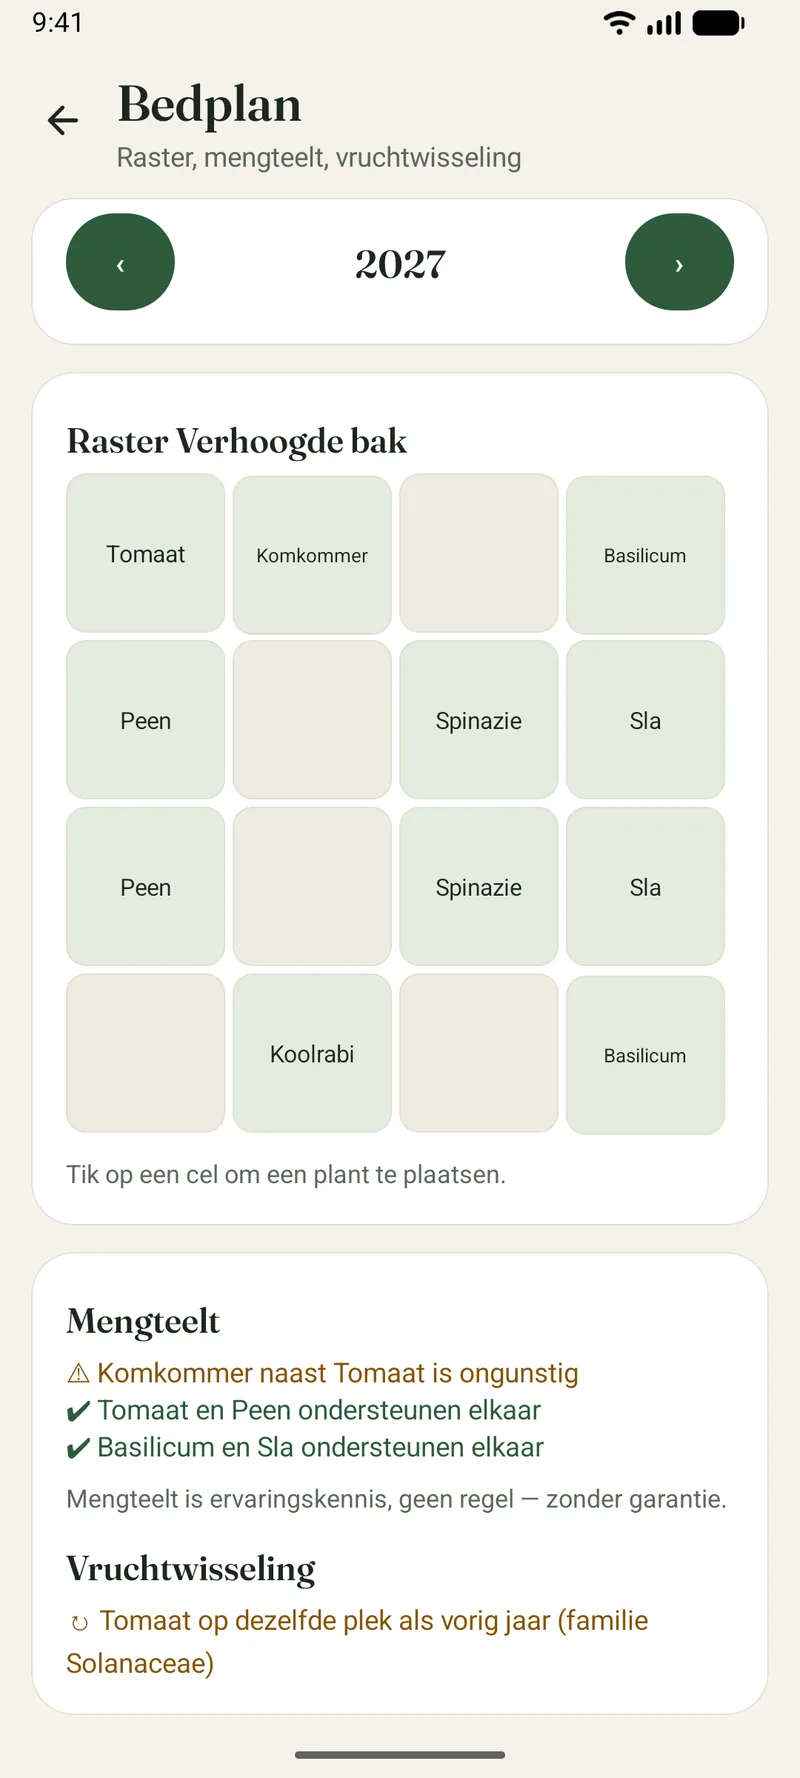 9:41
Bedplan
Raster, mengteelt, vruchtwisseling
‹ 2027 ›
Raster Verhoogde bak
Tomaat Komkommer Basilicum
Peen Spinazie Sla
Peen Spinazie Sla
Koolrabi Basilicum
Tik op een cel om een plant te plaatsen.
Mengteelt
⚠ Komkommer naast Tomaat is ongunstig
✔ Tomaat en Peen ondersteunen elkaar
✔ Basilicum en Sla ondersteunen elkaar
Mengteelt is ervaringskennis, geen regel — zonder garantie.
Vruchtwisseling
↻ Tomaat op dezelfde plek als vorig jaar (familie
Solanaceae)